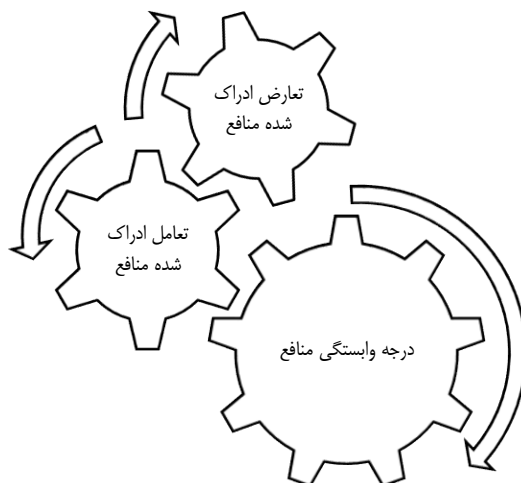 تعارض ادراک
شده منافع
تعامل ادراک
شده منافع
درجه وابستگی منافع